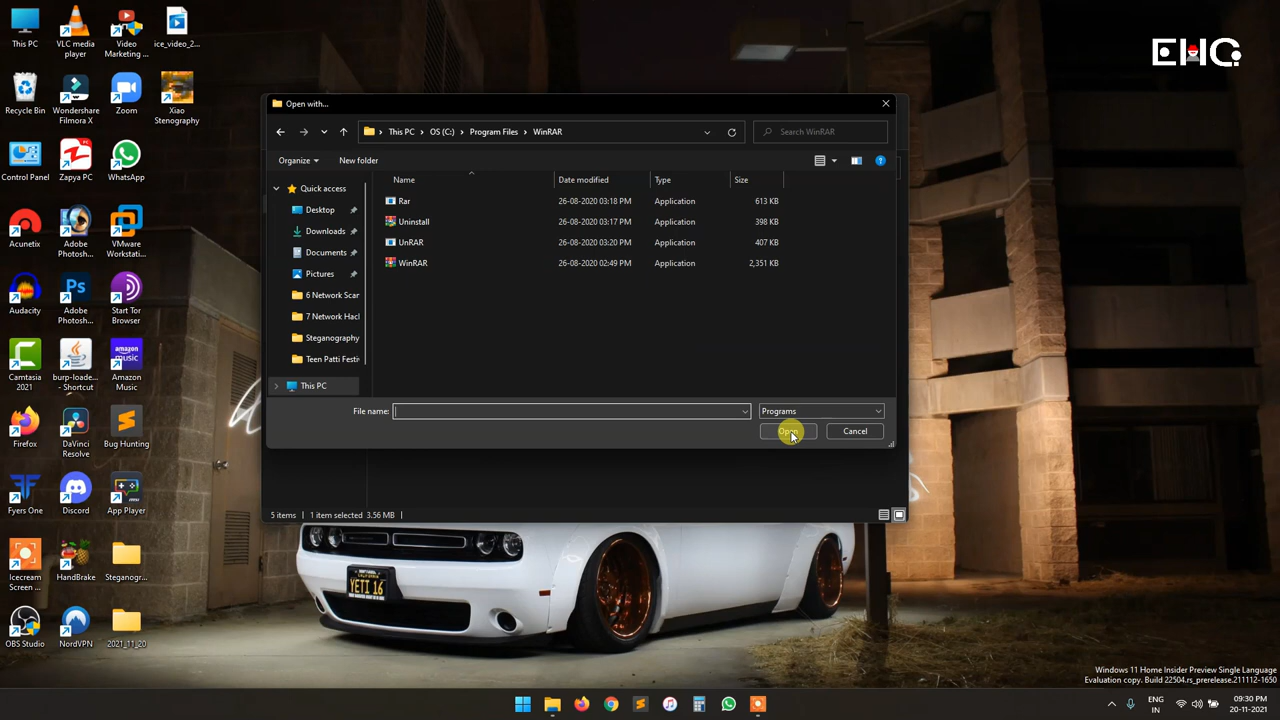 This PC
VLC media player
Video Marketing ...
ice_video_2...
EHC
Recycle Bin
Wondershare Filmora X
Zoom
Xiao Stenography
Open with...
This PC
OS (C:)
Program Files
WinRAR
Search WinRAR
Organize
New folder
Control Panel
Zapya PC
WhatsApp
Name
Date modified
Type
Size
Quick access
Desktop
Downloads
Documents
Pictures
6 Network Scar
7 Network Hacl
Steganography
Teen Patti Festiv
This PC
Rar 26-08-2020 03:18 PM Application 613 KB
Uninstall 26-08-2020 03:17 PM Application 398 KB
UnRAR 26-08-2020 03:20 PM Application 407 KB
WinRAR 26-08-2020 02:49 PM Application 2,351 KB
Acunetix
Adobe Photosh...
VMware Workstati...
Audacity
Adobe Photosh...
Start Tor Browser
Camtasia 2021
burp-loade... - Shortcut
Amazon Music
File name:
Programs
Open
Cancel
Firefox
DaVinci Resolve
Bug Hunting
Fyers One
Discord
App Player
5 items
1 item selected 3.56 MB
Icecream Screen ...
HandBrake
Steganogr...
CALIFORNIA
YETI 16
OBS Studio
NordVPN
2021_11_20
Windows 11 Home Insider Preview Single Language
Evaluation copy. Build 22504.rs_prerelease.211112-1650
ENG
IN
09:30 PM
20-11-2021